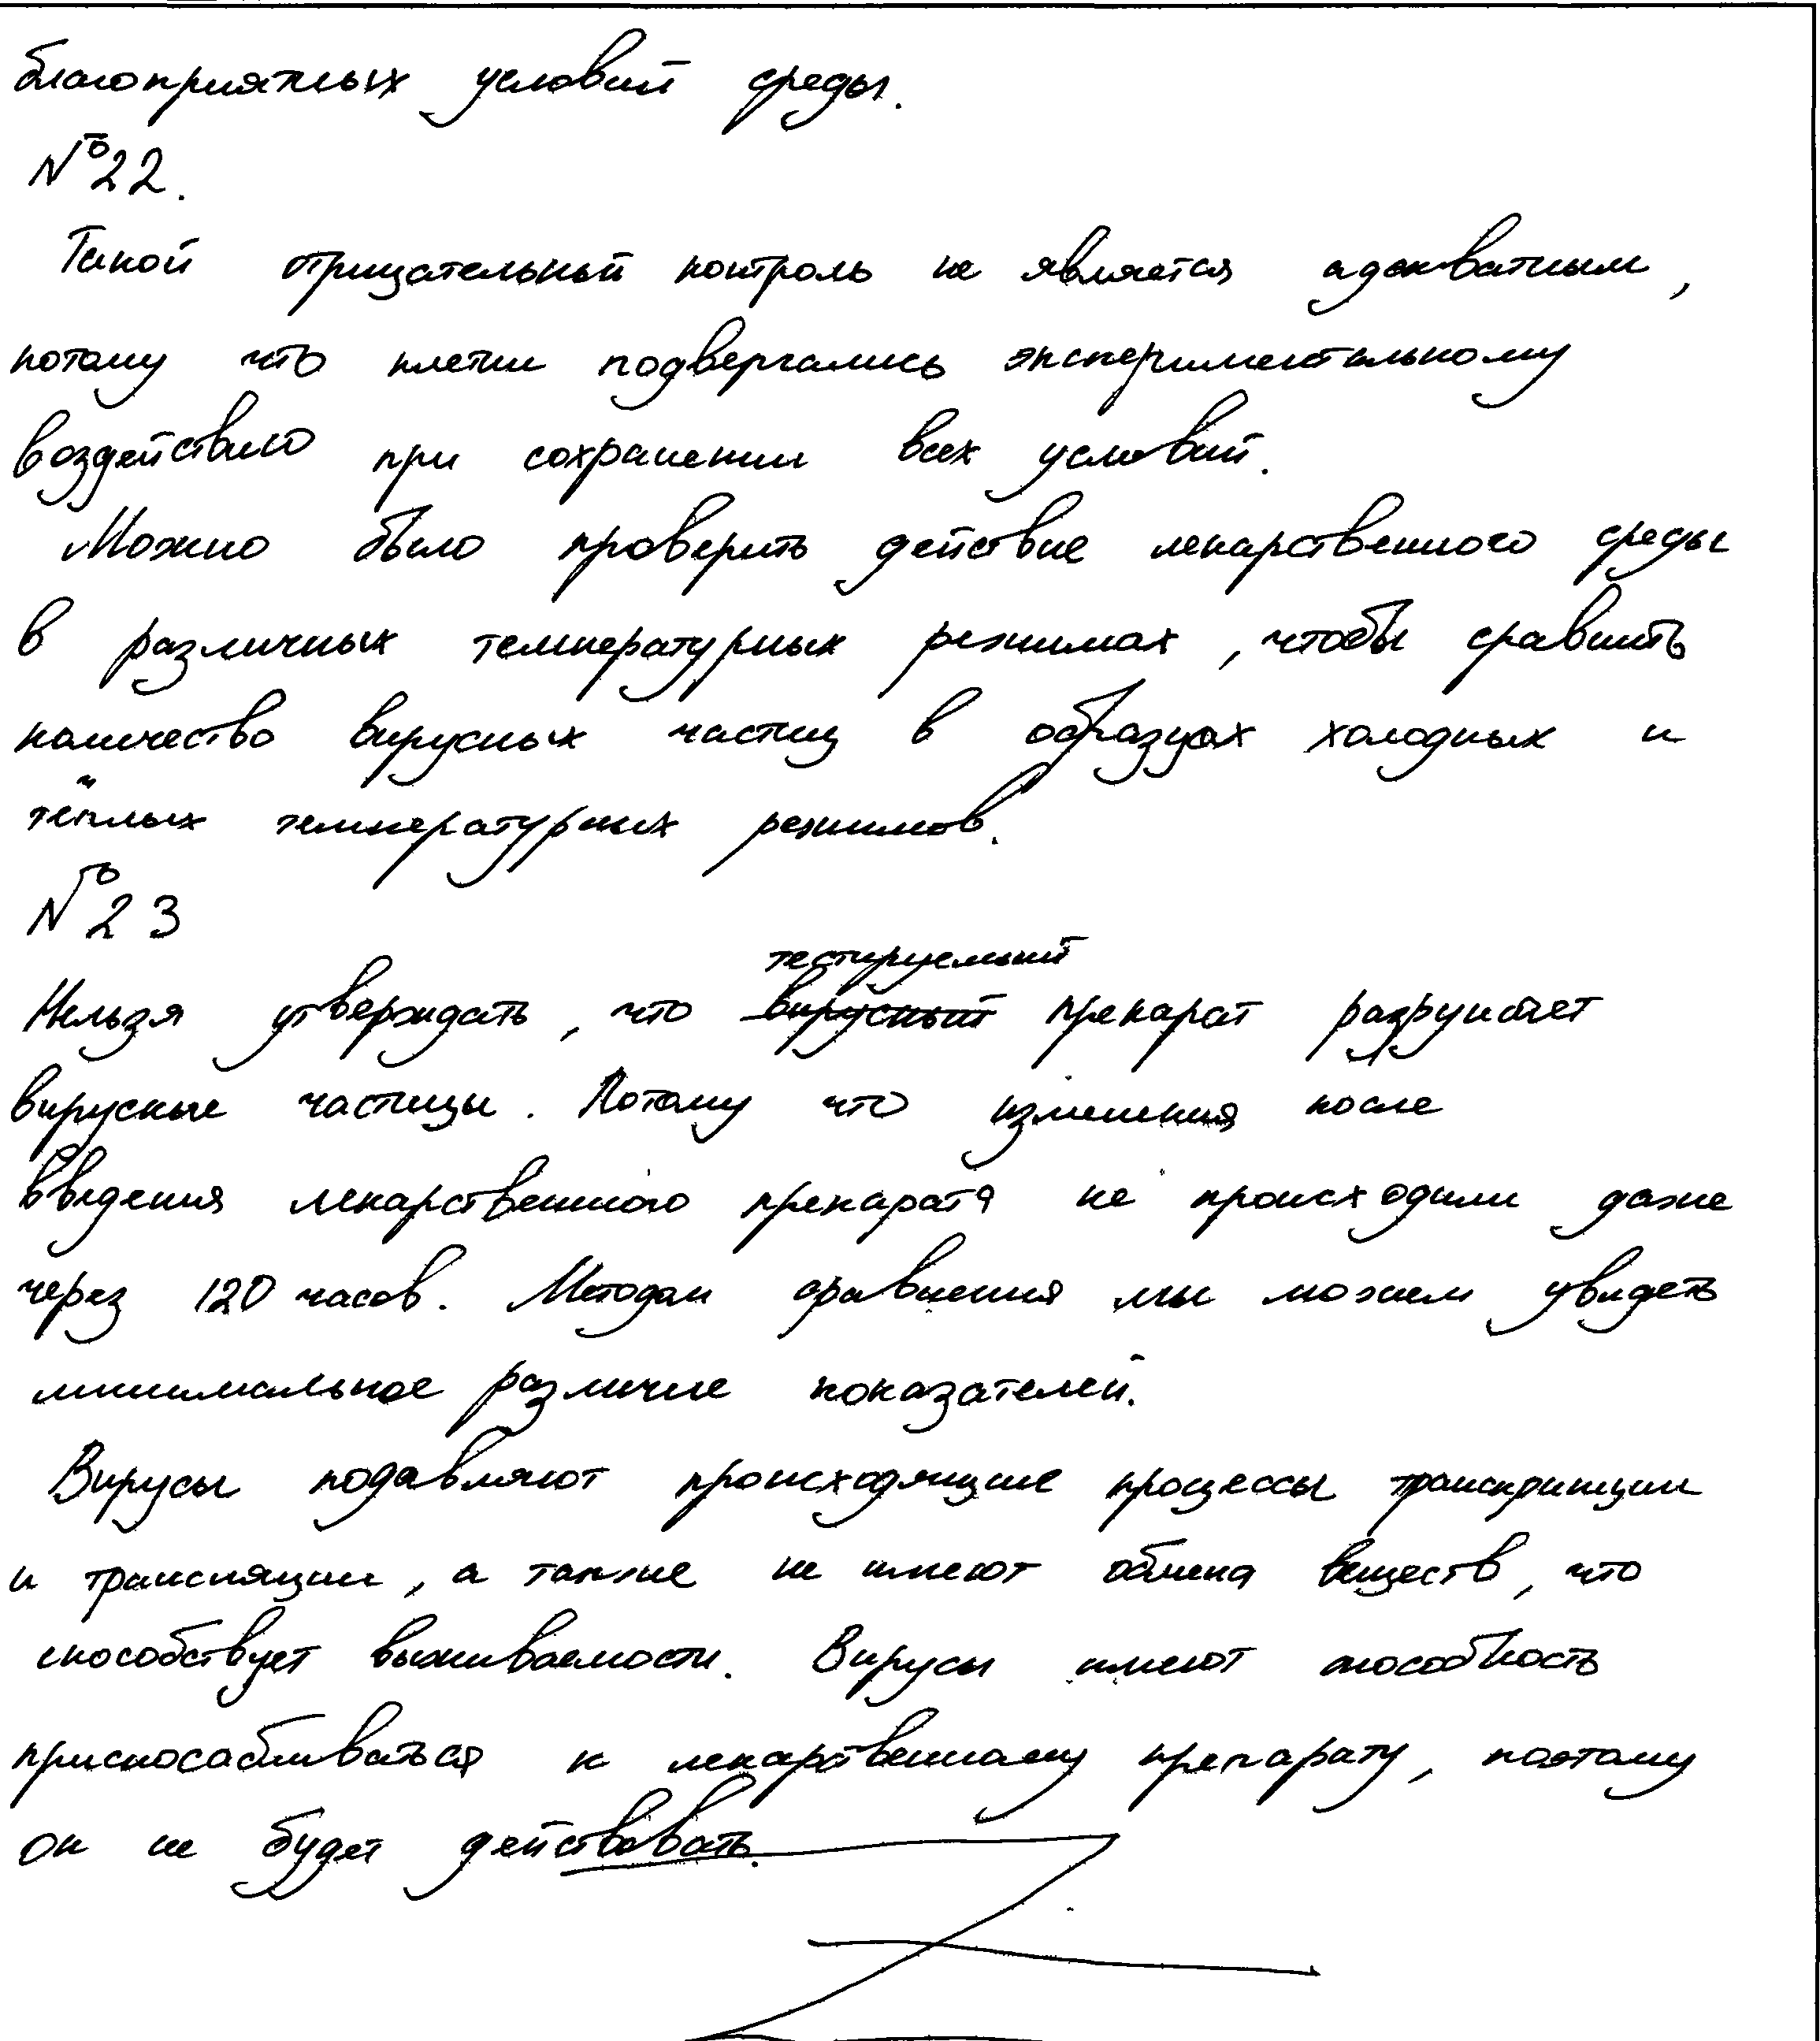 благоприятных условий среды.
№22.
Такой отрицательный контроль не является адекватным,
потому что клетки подвергались экспериментальному
воздействию при сохранении всех условий.
Можно было проверить действие лекарственного среды
в различных температурных режимах, чтобы сравнить
количество вирусных частиц в образцах холодных и
тёплых температурных режимов.
№23
тестируемый
Нельзя утверждать, что вирусный препарат разрушает
вирусные частицы. Потому что изменения после
введения лекарственного препарата не происходили даже
через 120 часов. Методом сравнения мы можем увидеть
минимальное различие показателей.
Вирусы подавляют происходящие процессы транскрипции
и трансляции, а также не имеют обмена веществ, что
способствует выживаемости. Вирусы имеют способность
приспосабливаться к лекарственному препарату, поэтому
он не будет действовать.